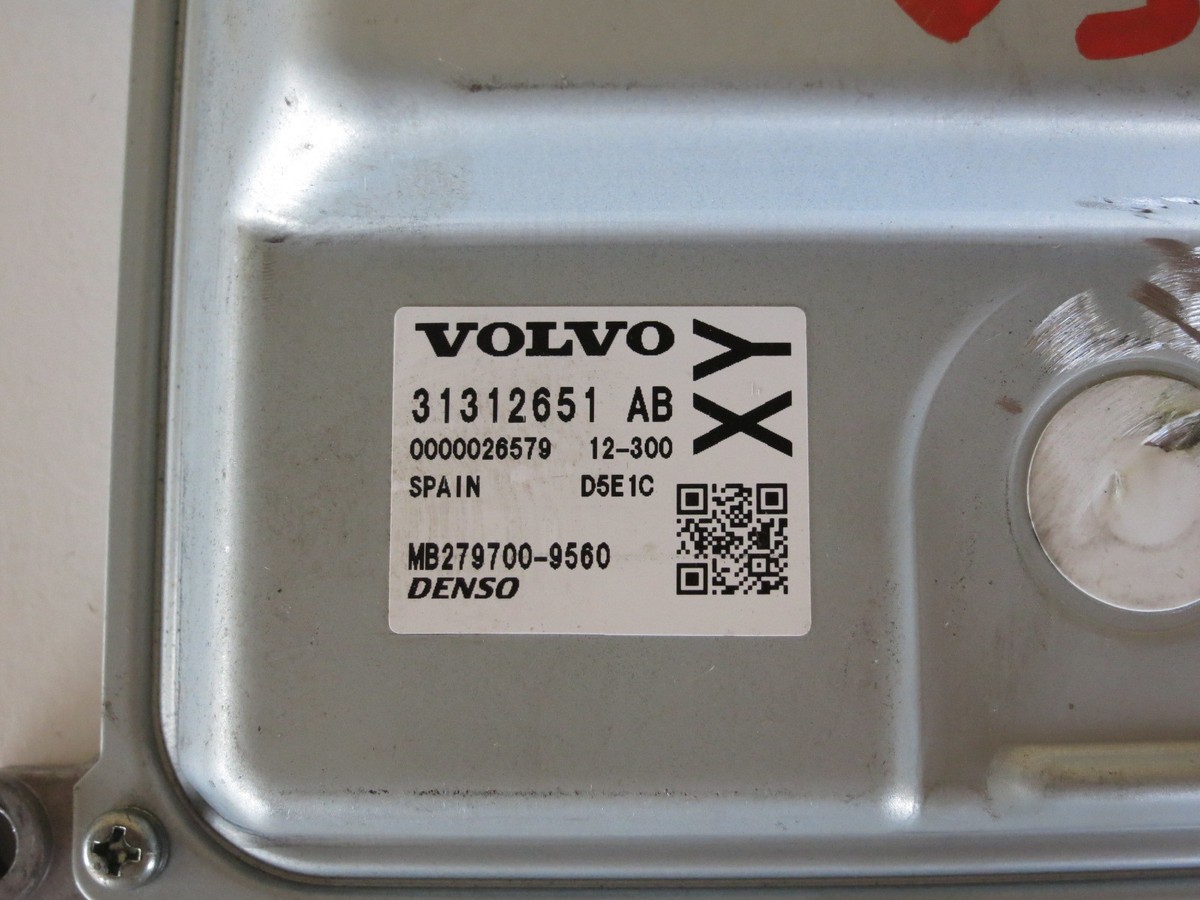 VOLVO
31312651 AB
0000026579 12-300
SPAIN D5E1C
MB279700-9560
DENSO
XY